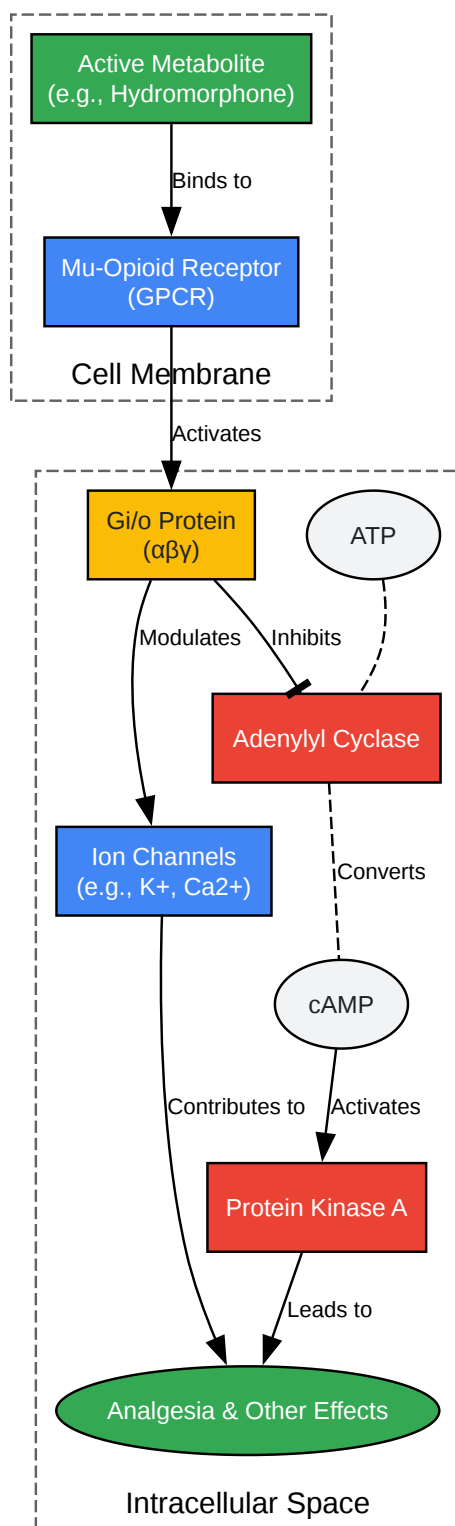 Active Metabolite
(e.g., Hydromorphone)
Binds to
Mu-Opioid Receptor
(GPCR)
Cell Membrane
Activates
Gi/o Protein
(αβγ)
ATP
Modulates
Inhibits
Adenylyl Cyclase
Ion Channels
(e.g., K+, Ca2+)
Converts
cAMP
Contributes to
Activates
Protein Kinase A
Leads to
Analgesia & Other Effects
Intracellular Space